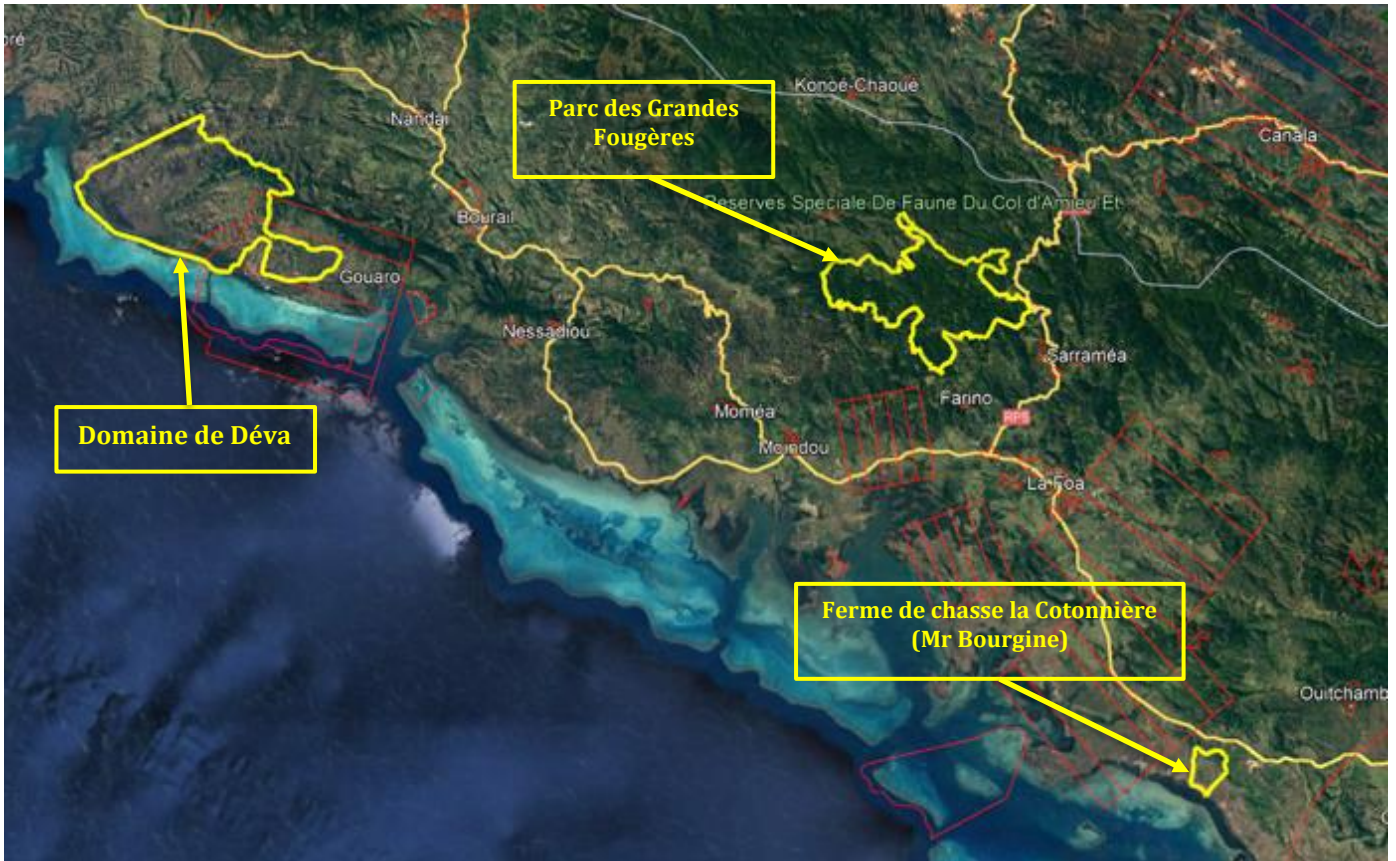 Konoé-Chaoué
Parc des Grandes
Fougères
Nandaï
Canala
Reserves Speciale De Faune Du Col d'Amieu Et
Bourail
Gouaro
Nessadiou
Sarraméa
Farino
Moméa
RP5
Domaine de Déva
Moindou
La Foa
Ferme de chasse la Cotonnière
(Mr Bourgine)
Ouitchamb